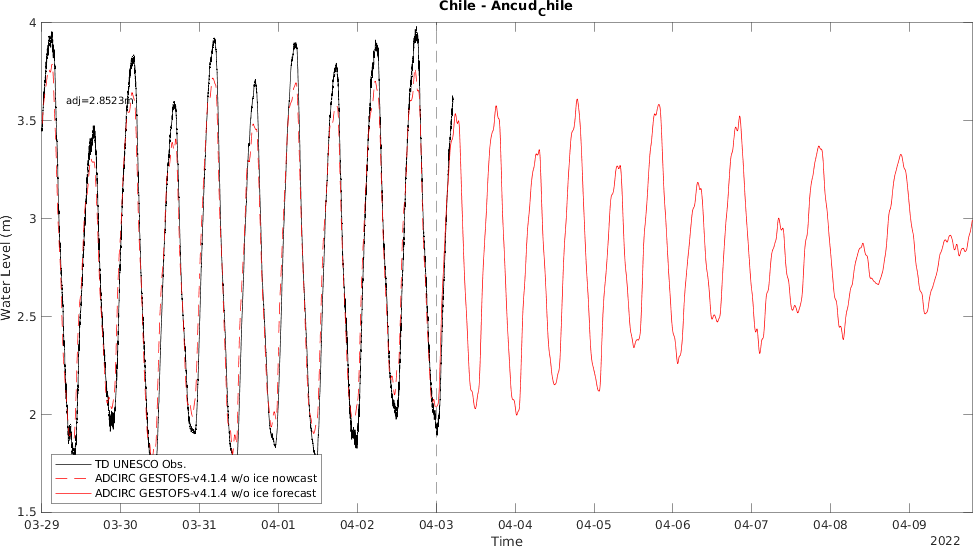 Chile - Ancud_Chile
4
3.5
3
2.5
2
1.5
Water Level (m)
adj=2.8523m
TD UNESCO Obs.
ADCIRC GESTOFS-v4.1.4 w/o ice nowcast
ADCIRC GESTOFS-v4.1.4 w/o ice forecast
03-29 03-30 03-31 04-01 04-02 04-03 04-04 04-05 04-06 04-07 04-08 04-09
Time
2022